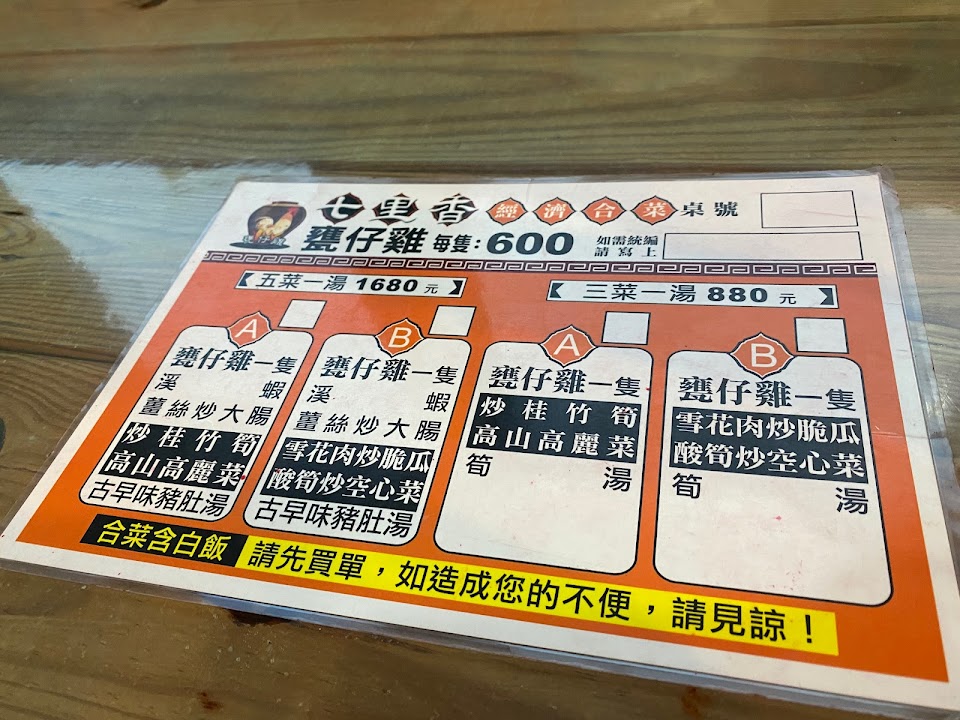 七里香 經濟合菜 桌號
甕仔雞 每隻:600 如需統編
請寫上
五菜一湯 1680 元
A
甕仔雞一隻
溪蝦
薑絲炒大腸
炒桂竹筍
高山高麗菜
古早味豬肚湯
B
甕仔雞一隻
溪蝦
薑絲炒大腸
雪花肉炒脆瓜
酸筍炒空心菜
古早味豬肚湯
三菜一湯 880 元
A
甕仔雞一隻
炒桂竹筍
高山高麗菜
筍湯
B
甕仔雞一隻
雪花肉炒脆瓜
酸筍炒空心菜
筍湯
合菜含白飯 請先買單，如造成您的不便，請見諒！